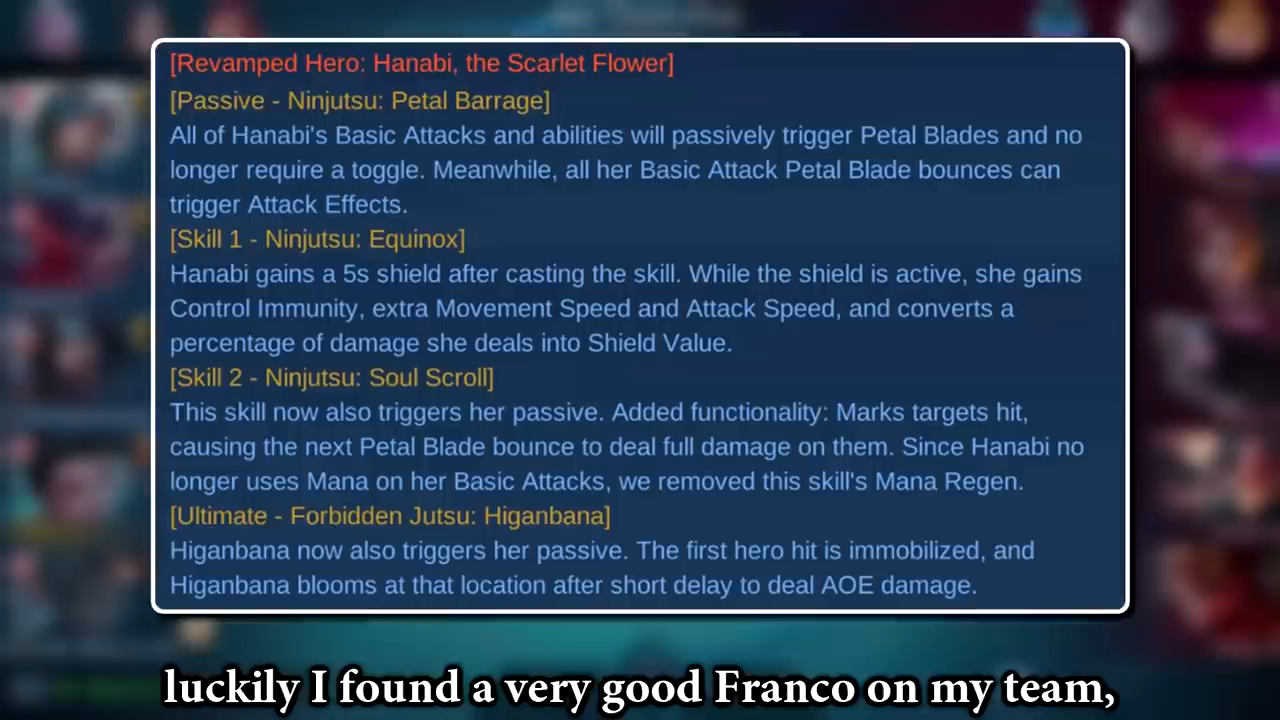 [Revamped Hero: Hanabi, the Scarlet Flower]
[Passive - Ninjutsu: Petal Barrage]
All of Hanabi's Basic Attacks and abilities will passively trigger Petal Blades and no
longer require a toggle. Meanwhile, all her Basic Attack Petal Blade bounces can
trigger Attack Effects.
[Skill 1 - Ninjutsu: Equinox]
Hanabi gains a 5s shield after casting the skill. While the shield is active, she gains
Control Immunity, extra Movement Speed and Attack Speed, and converts a
percentage of damage she deals into Shield Value.
[Skill 2 - Ninjutsu: Soul Scroll]
This skill now also triggers her passive. Added functionality: Marks targets hit,
causing the next Petal Blade bounce to deal full damage on them. Since Hanabi no
longer uses Mana on her Basic Attacks, we removed this skill's Mana Regen.
[Ultimate - Forbidden Jutsu: Higanbana]
Higanbana now also triggers her passive. The first hero hit is immobilized, and
Higanbana blooms at that location after short delay to deal AOE damage.
luckily I found a very good Franco on my team,